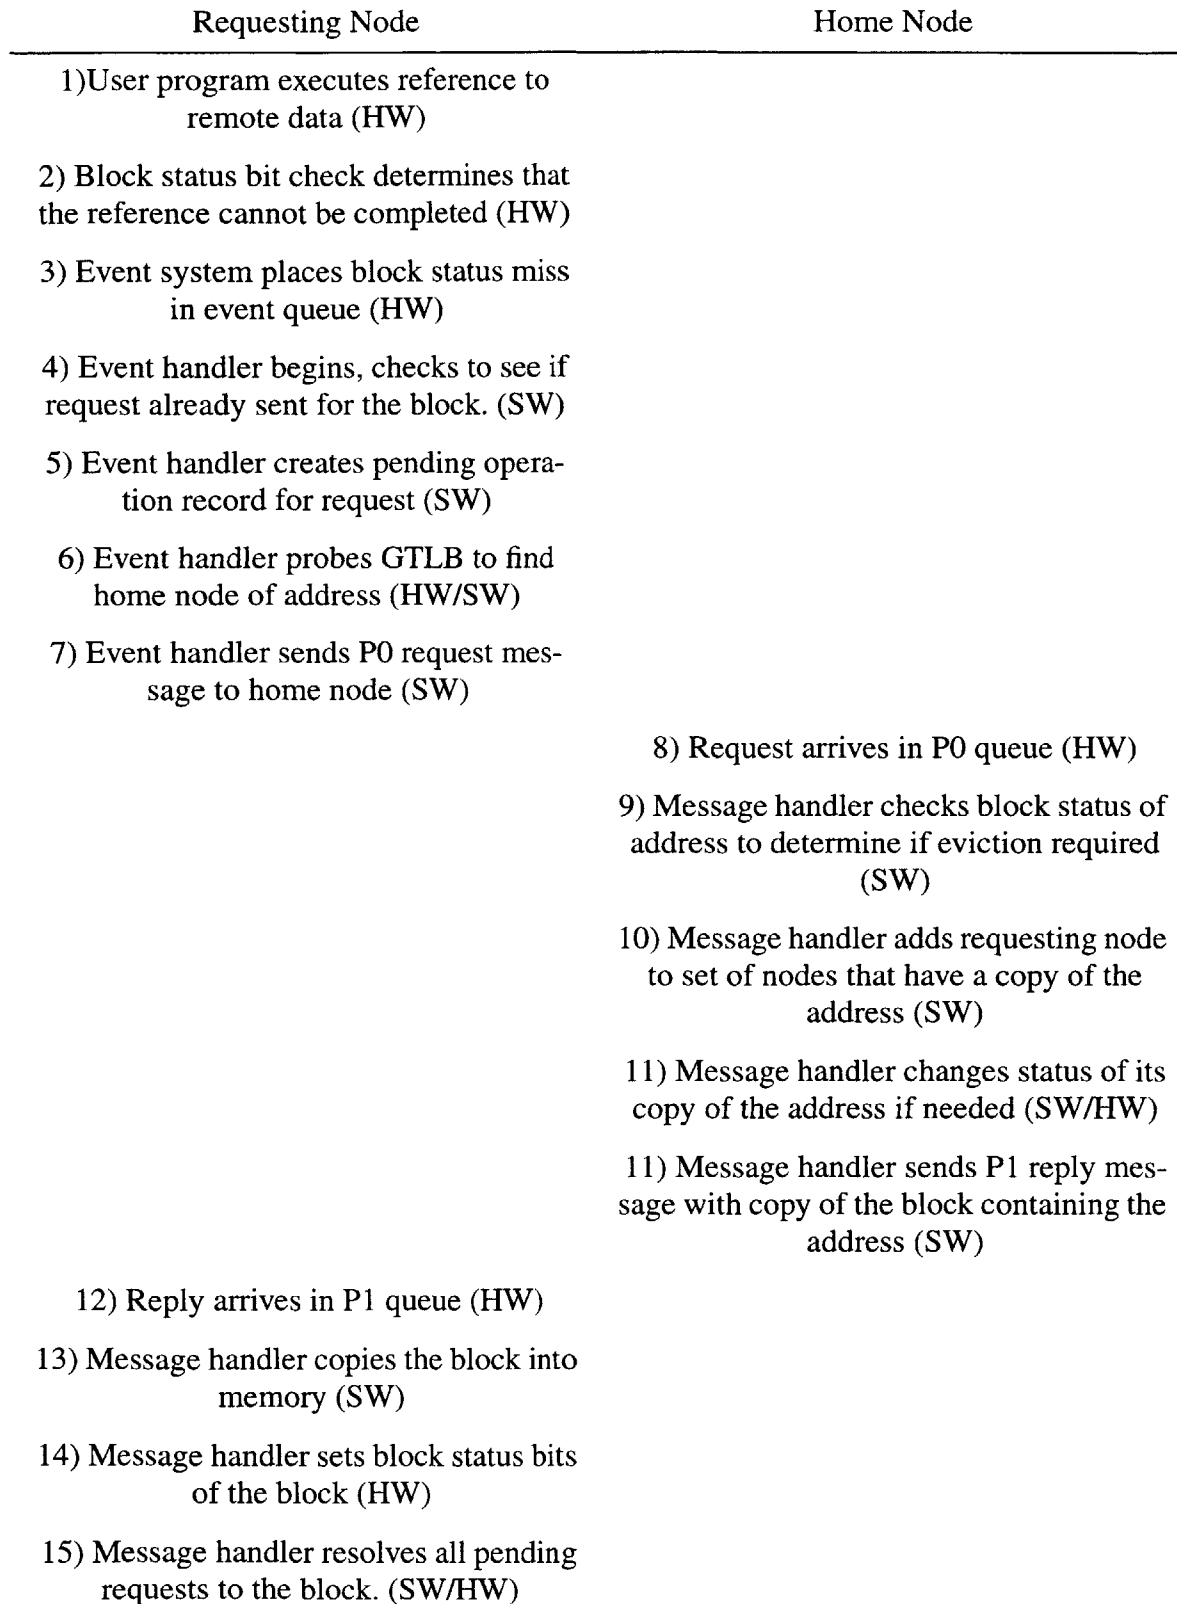 Requesting Node Home Node
1)User program executes reference to
remote data (HW)
2) Block status bit check determines that
the reference cannot be completed (HW)
3) Event system places block status miss
in event queue (HW)
4) Event handler begins, checks to see if
request already sent for the block. (SW)
5) Event handler creates pending opera-
tion record for request (SW)
6) Event handler probes GTLB to find
home node of address (HW/SW)
7) Event handler sends P0 request mes-
sage to home node (SW)
8) Request arrives in P0 queue (HW)
9) Message handler checks block status of
address to determine if eviction required
(SW)
10) Message handler adds requesting node
to set of nodes that have a copy of the
address (SW)
11) Message handler changes status of its
copy of the address if needed (SW/HW)
11) Message handler sends P1 reply mes-
sage with copy of the block containing the
address (SW)
12) Reply arrives in P1 queue (HW)
13) Message handler copies the block into
memory (SW)
14) Message handler sets block status bits
of the block (HW)
15) Message handler resolves all pending
requests to the block. (SW/HW)